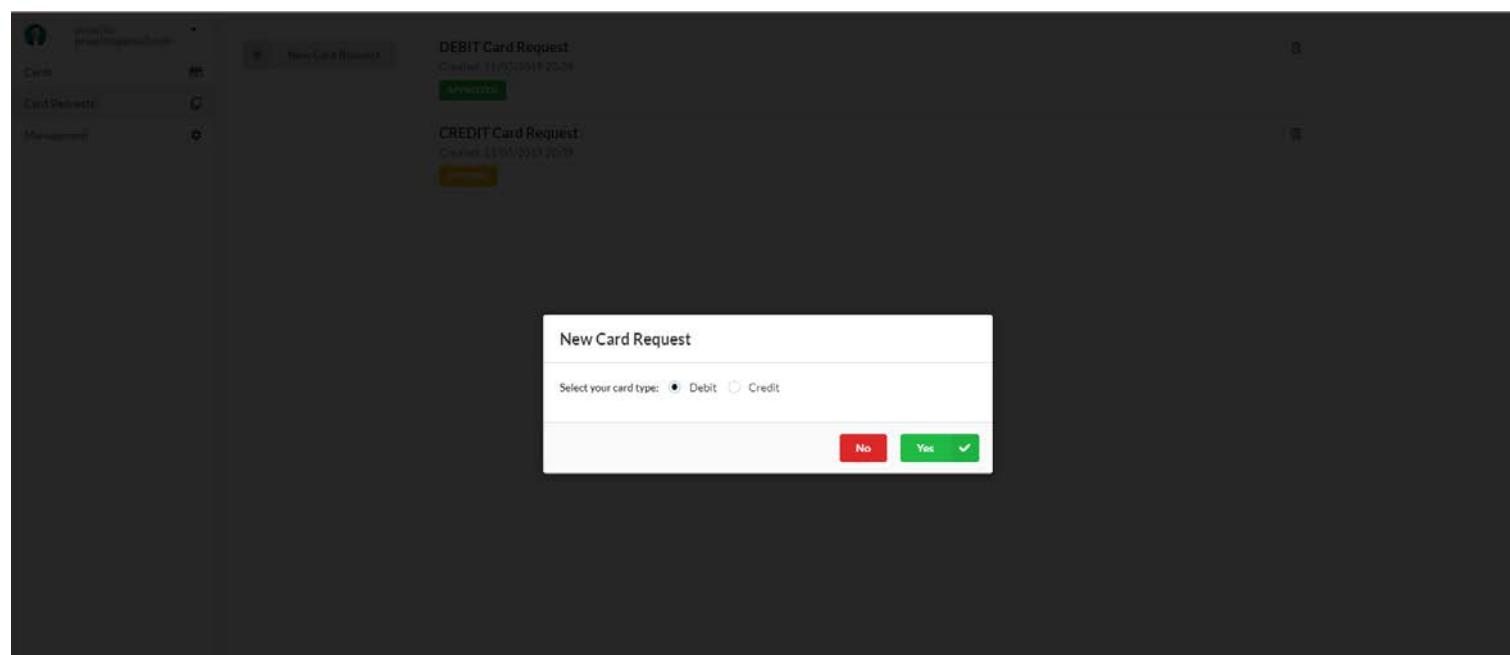 Cards
Card Requests
Management
New Card Request
DEBIT Card Request
APPROVED
CREDIT Card Request
New Card Request
Select your card type: Debit Credit
No Yes